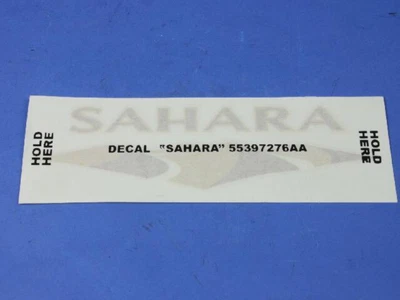 SAHARA
DECAL "SAHARA" 55397276AA
HOLD
HERE
HOLD
HERE